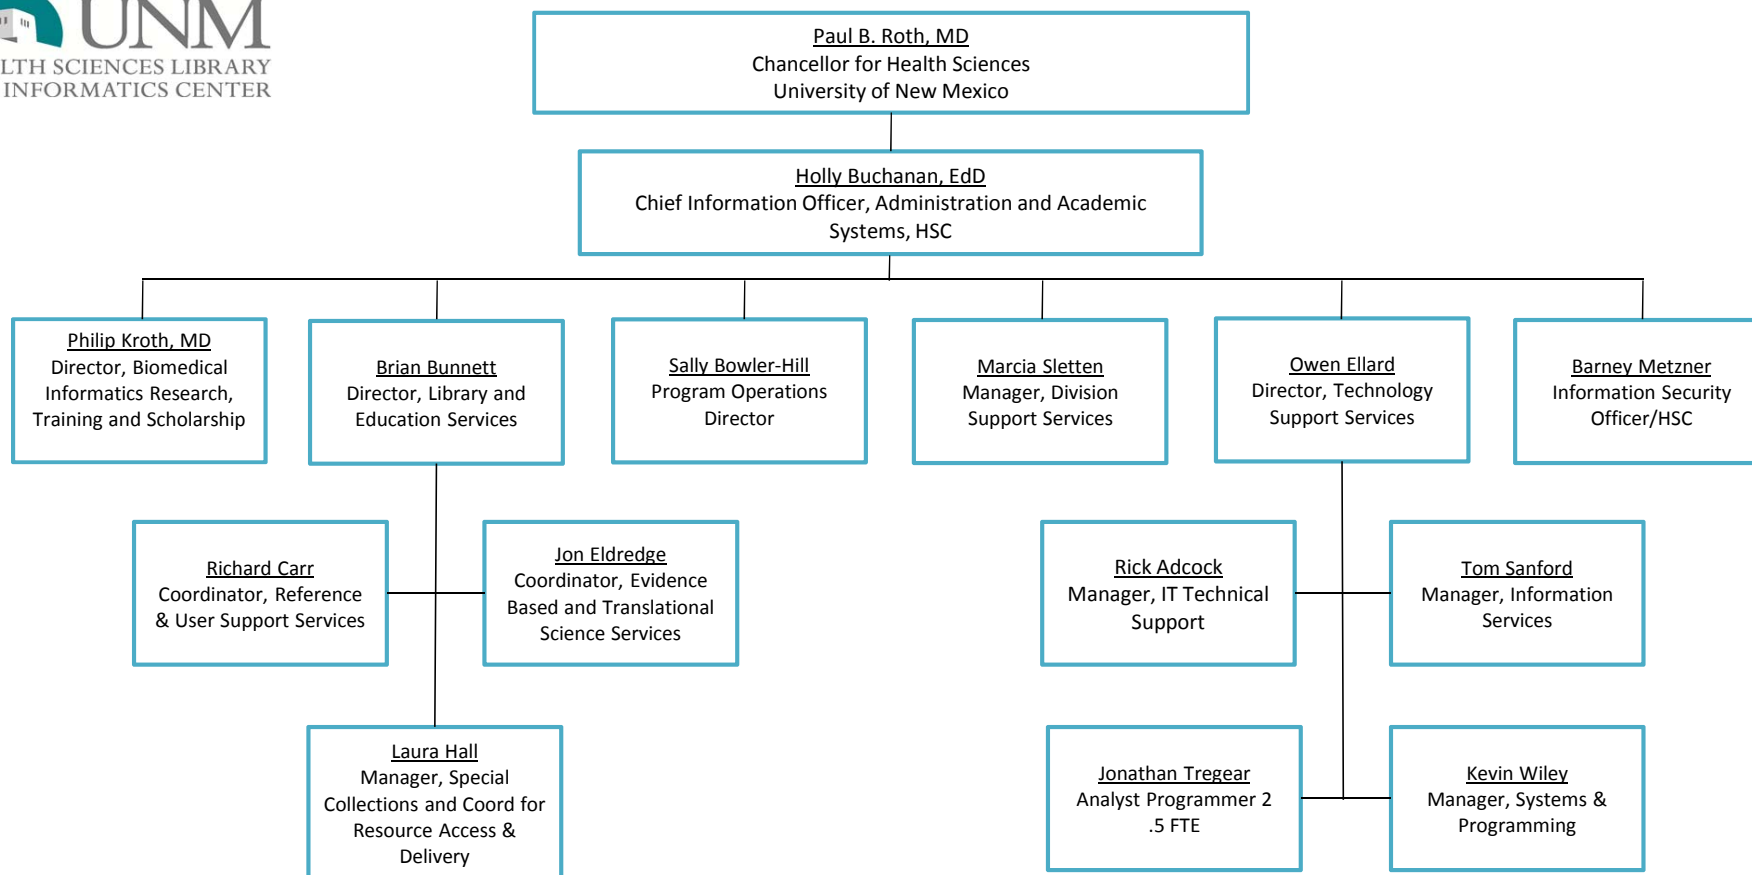 UNM
LTH SCIENCES LIBRARY
INFORMATICS CENTER
Paul B. Roth, MD
Chancellor for Health Sciences
University of New Mexico
Holly Buchanan, EdD
Chief Information Officer, Administration and Academic
Systems, HSC
Philip Kroth, MD
Director, Biomedical
Informatics Research,
Training and Scholarship
Brian Bunnett
Director, Library and
Education Services
Sally Bowler-Hill
Program Operations
Director
Marcia Sletten
Manager, Division
Support Services
Owen Ellard
Director, Technology
Support Services
Barney Metzner
Information Security
Officer/HSC
Richard Carr
Coordinator, Reference
& User Support Services
Jon Eldredge
Coordinator, Evidence
Based and Translational
Science Services
Rick Adcock
Manager, IT Technical
Support
Tom Sanford
Manager, Information
Services
Laura Hall
Manager, Special
Collections and Coord for
Resource Access &
Delivery
Jonathan Tregear
Analyst Programmer 2
.5 FTE
Kevin Wiley
Manager, Systems &
Programming